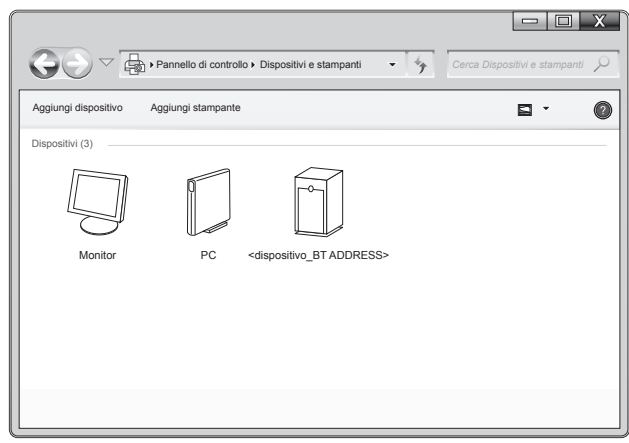 X
Pannello di controllo Dispositivi e stampanti
Cerca Dispositivi e stampanti
Aggiungi dispositivo Aggiungi stampante ?
Dispositivi (3)
Monitor PC <dispositivo_BT ADDRESS>